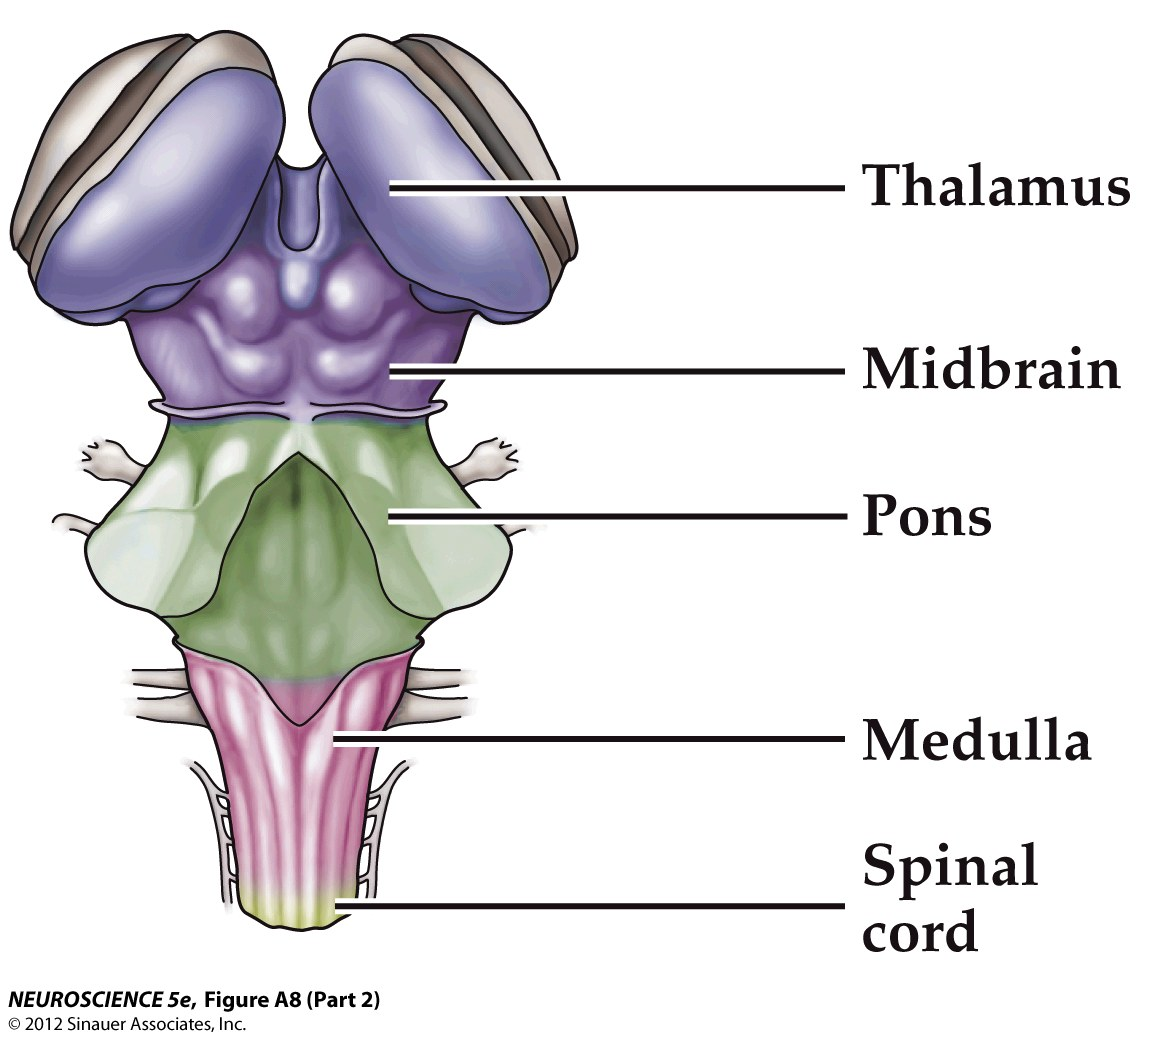 Thalamus
Midbrain
Pons
Medulla
Spinal
cord
NEUROSCIENCE 5e, Figure A8 (Part 2)
© 2012 Sinauer Associates, Inc.